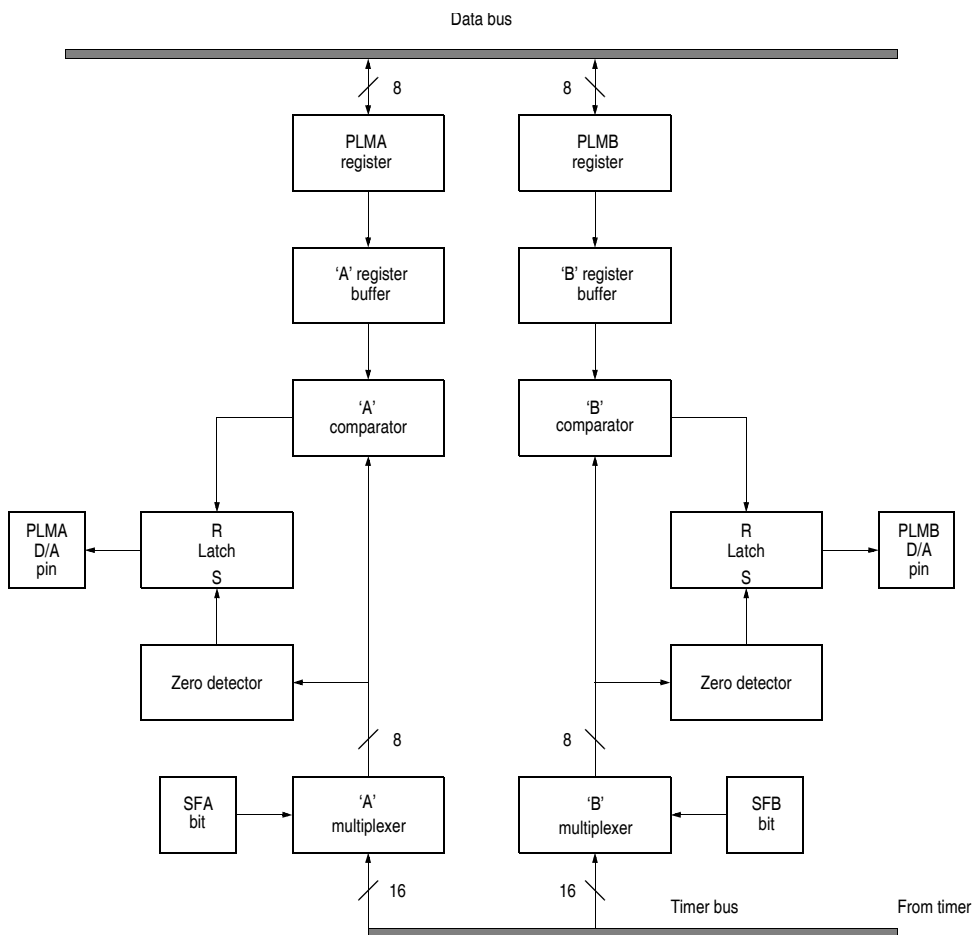 Data bus
8
8
PLMA
register
PLMB
register
‘A’ register
buffer
‘B’ register
buffer
‘A’
comparator
‘B’
comparator
PLMA
D/A
pin
R
Latch
S
R
Latch
S
PLMB
D/A
pin
Zero detector
Zero detector
8
8
SFA
bit
‘A’
multiplexer
‘B’
multiplexer
SFB
bit
16
16
Timer bus
From timer